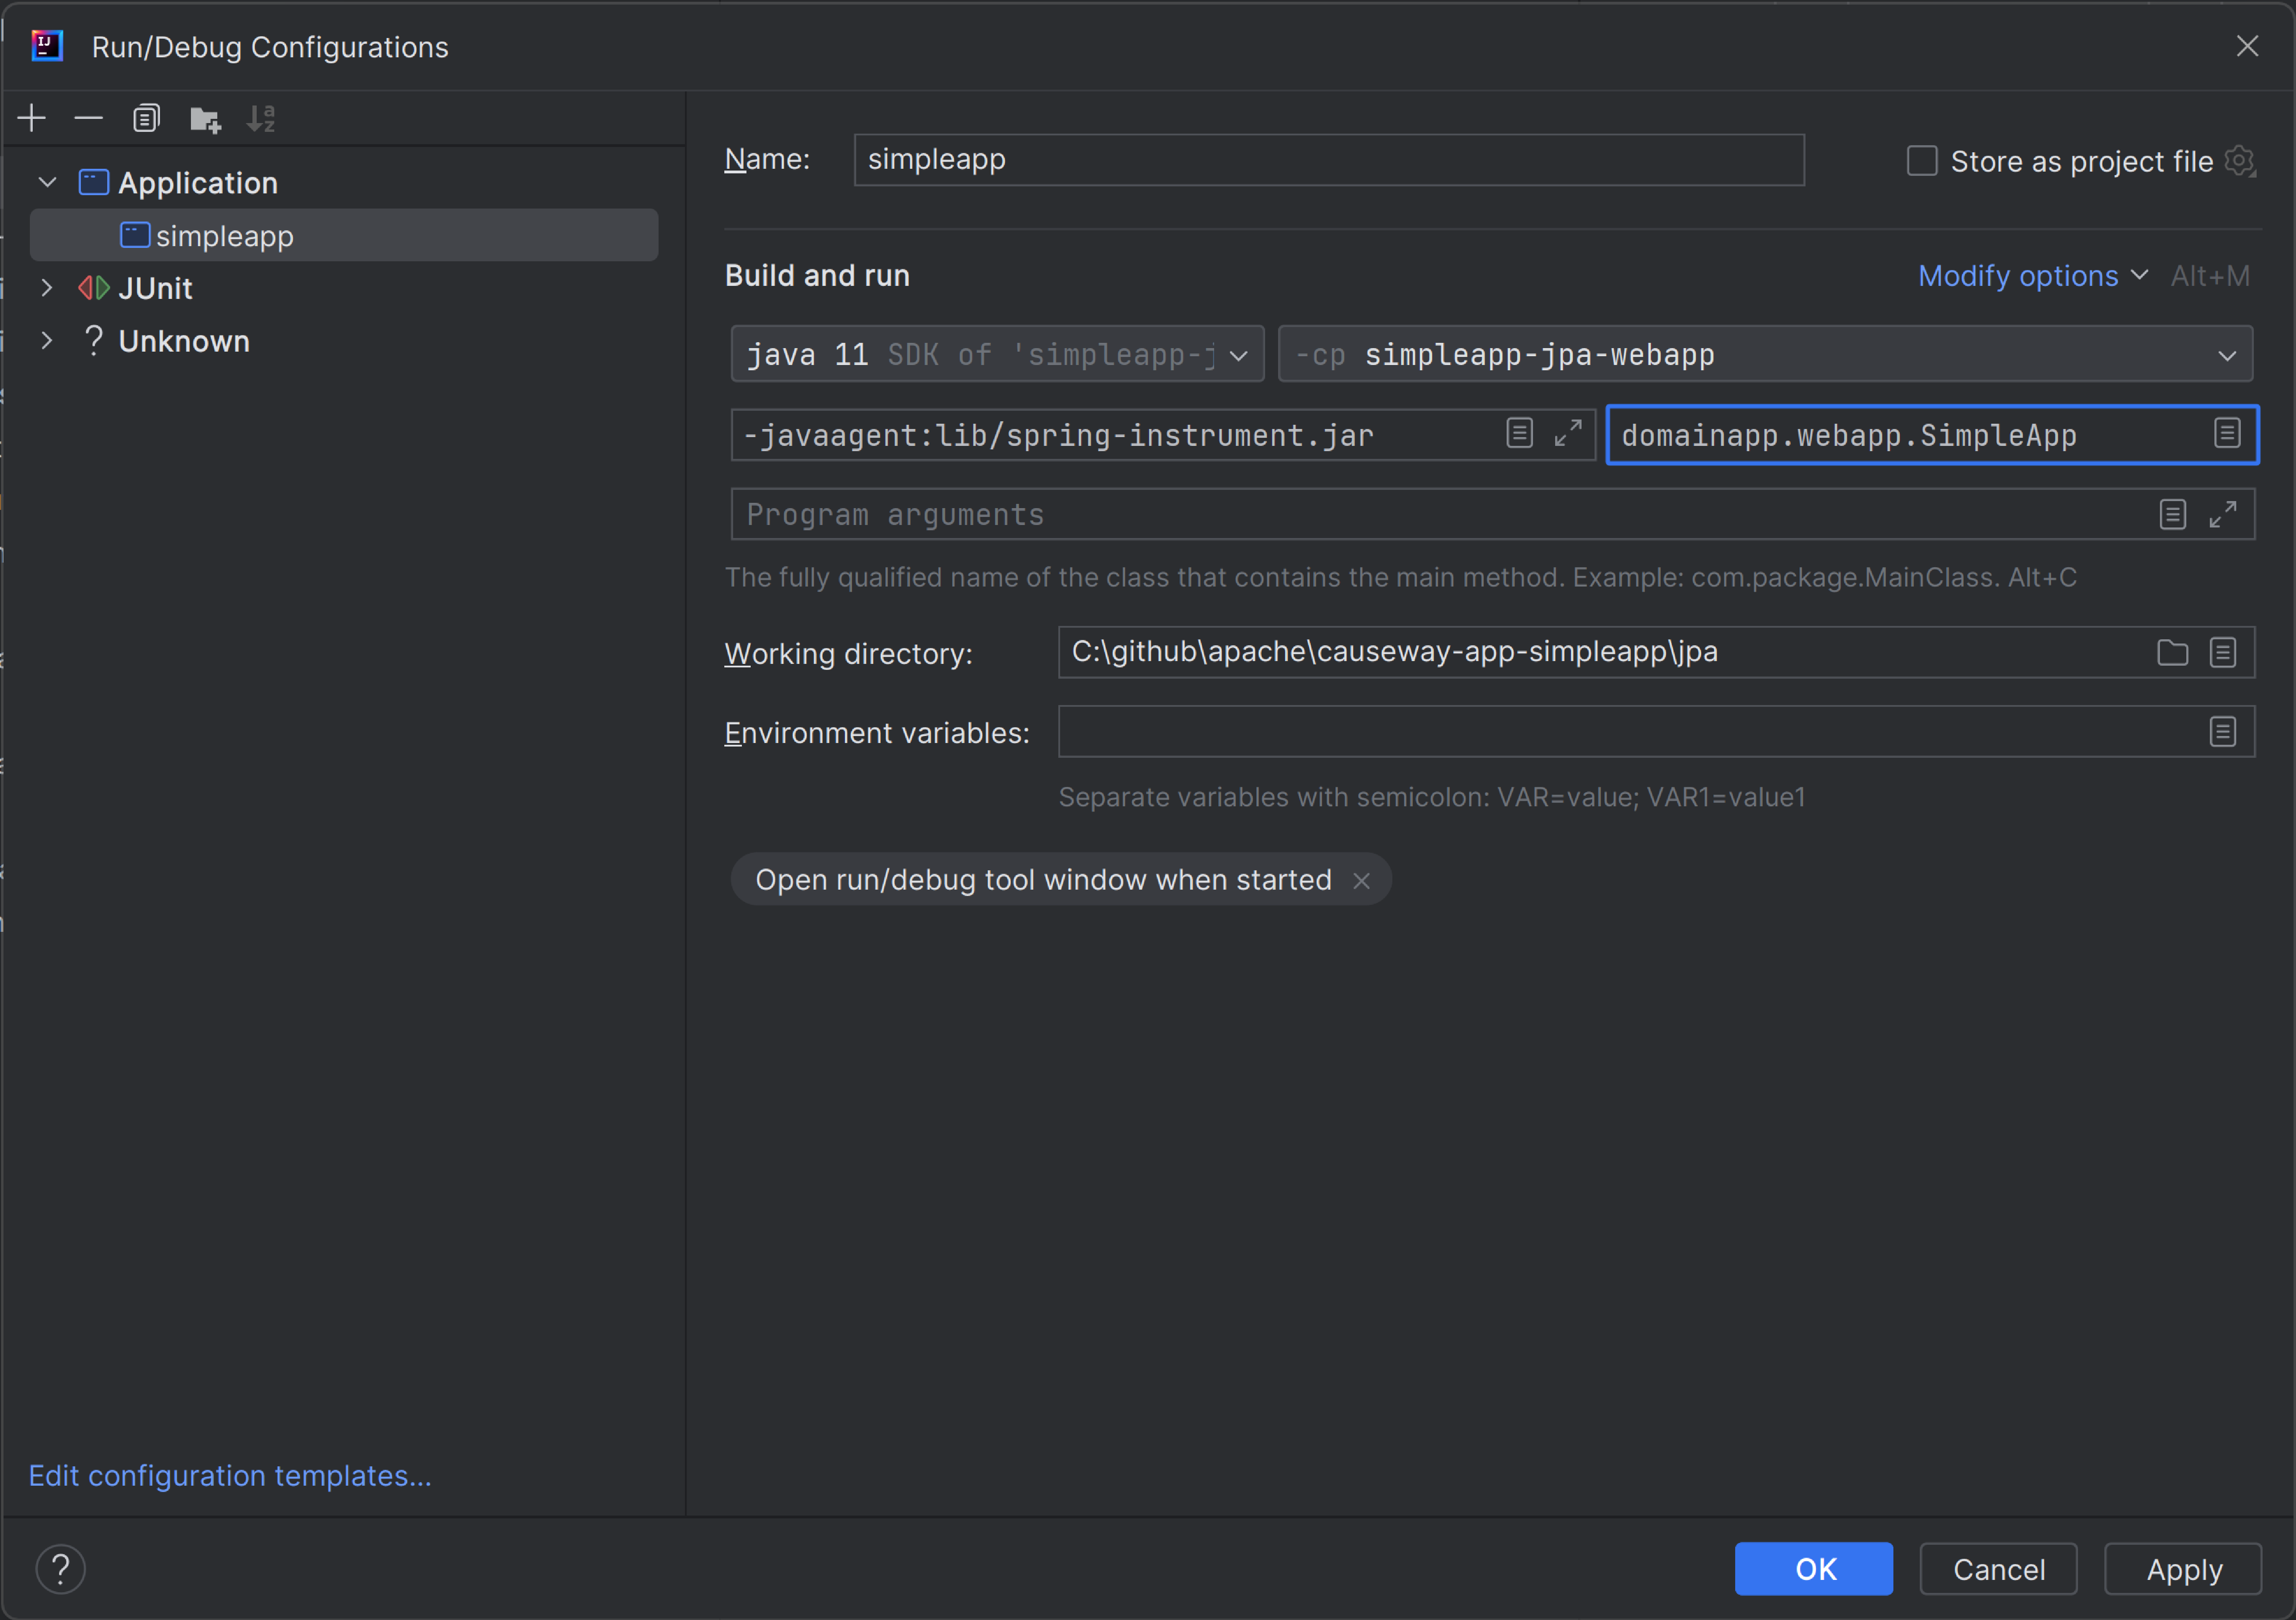 Run/Debug Configurations
Application
simpleapp
JUnit
Unknown
Edit configuration templates...
Name: simpleapp
Store as project file
Build and run
Modify options Alt+M
java 11 SDK of 'simpleapp-j -cp simpleapp-jpa-webapp
-javaagent:lib/spring-instrument.jar domainapp.webapp.SimpleApp
Program arguments
The fully qualified name of the class that contains the main method. Example: com.package.MainClass. Alt+C
Working directory: C:\github\apache\causeway-app-simpleapp\jpa
Environment variables:
Separate variables with semicolon: VAR=value; VAR1=value1
Open run/debug tool window when started
OK Cancel Apply